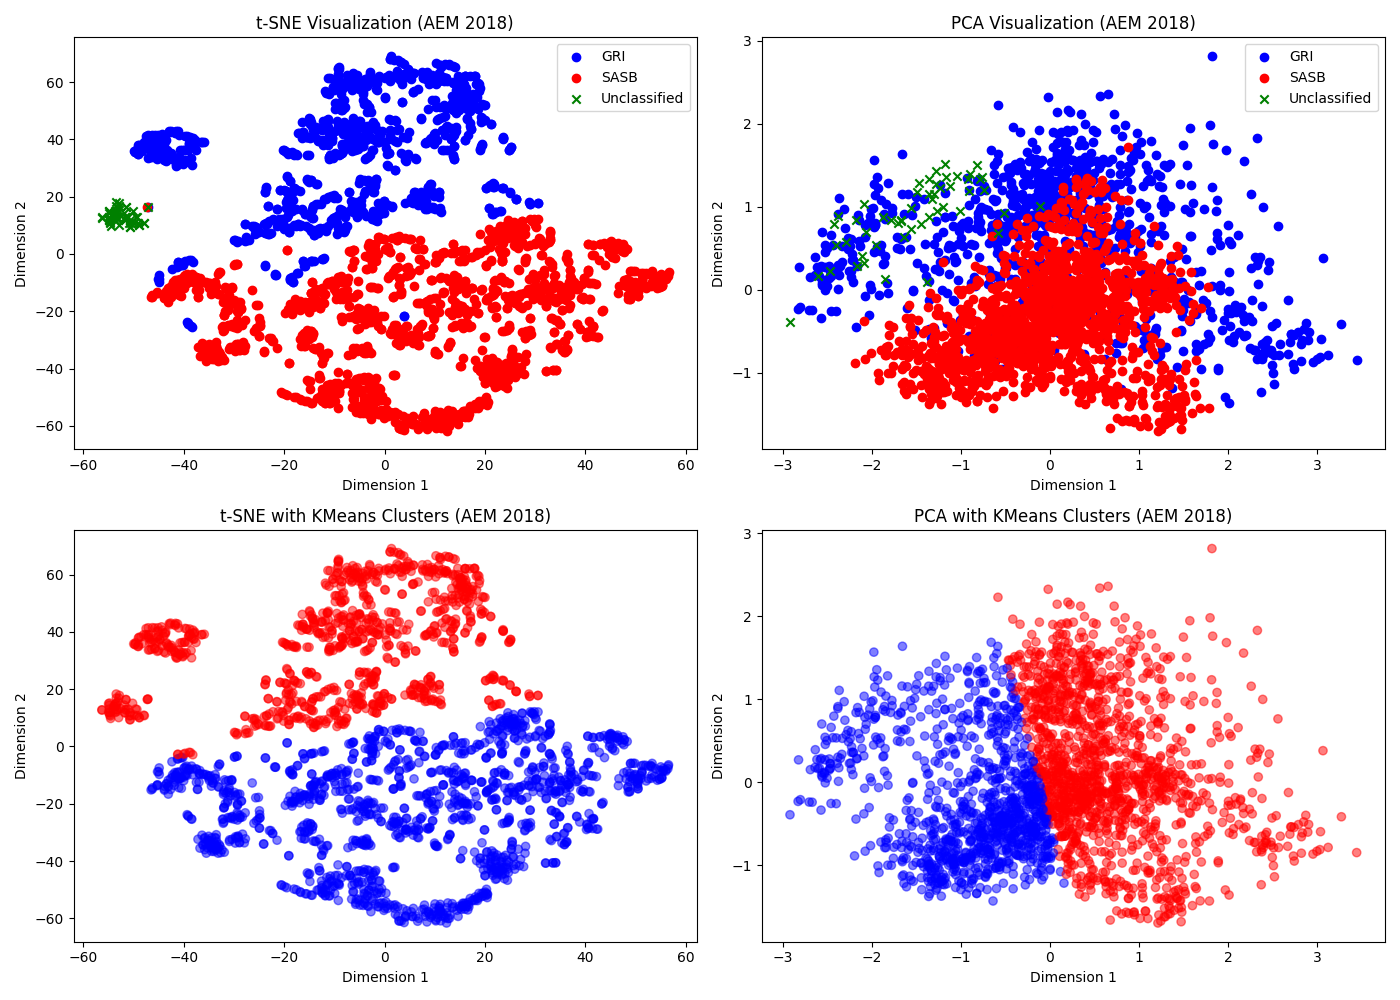 t-SNE Visualization (AEM 2018)
60
40
20
0
−20
−40
−60
Dimension 2
−60 −40 −20 0 20 40 60
Dimension 1
GRI
SASB
Unclassified
PCA Visualization (AEM 2018)
3
2
1
0
−1
Dimension 2
−3 −2 −1 0 1 2 3
Dimension 1
GRI
SASB
Unclassified
t-SNE with KMeans Clusters (AEM 2018)
60
40
20
0
−20
−40
−60
Dimension 2
−60 −40 −20 0 20 40 60
Dimension 1
PCA with KMeans Clusters (AEM 2018)
3
2
1
0
−1
Dimension 2
−3 −2 −1 0 1 2 3
Dimension 1